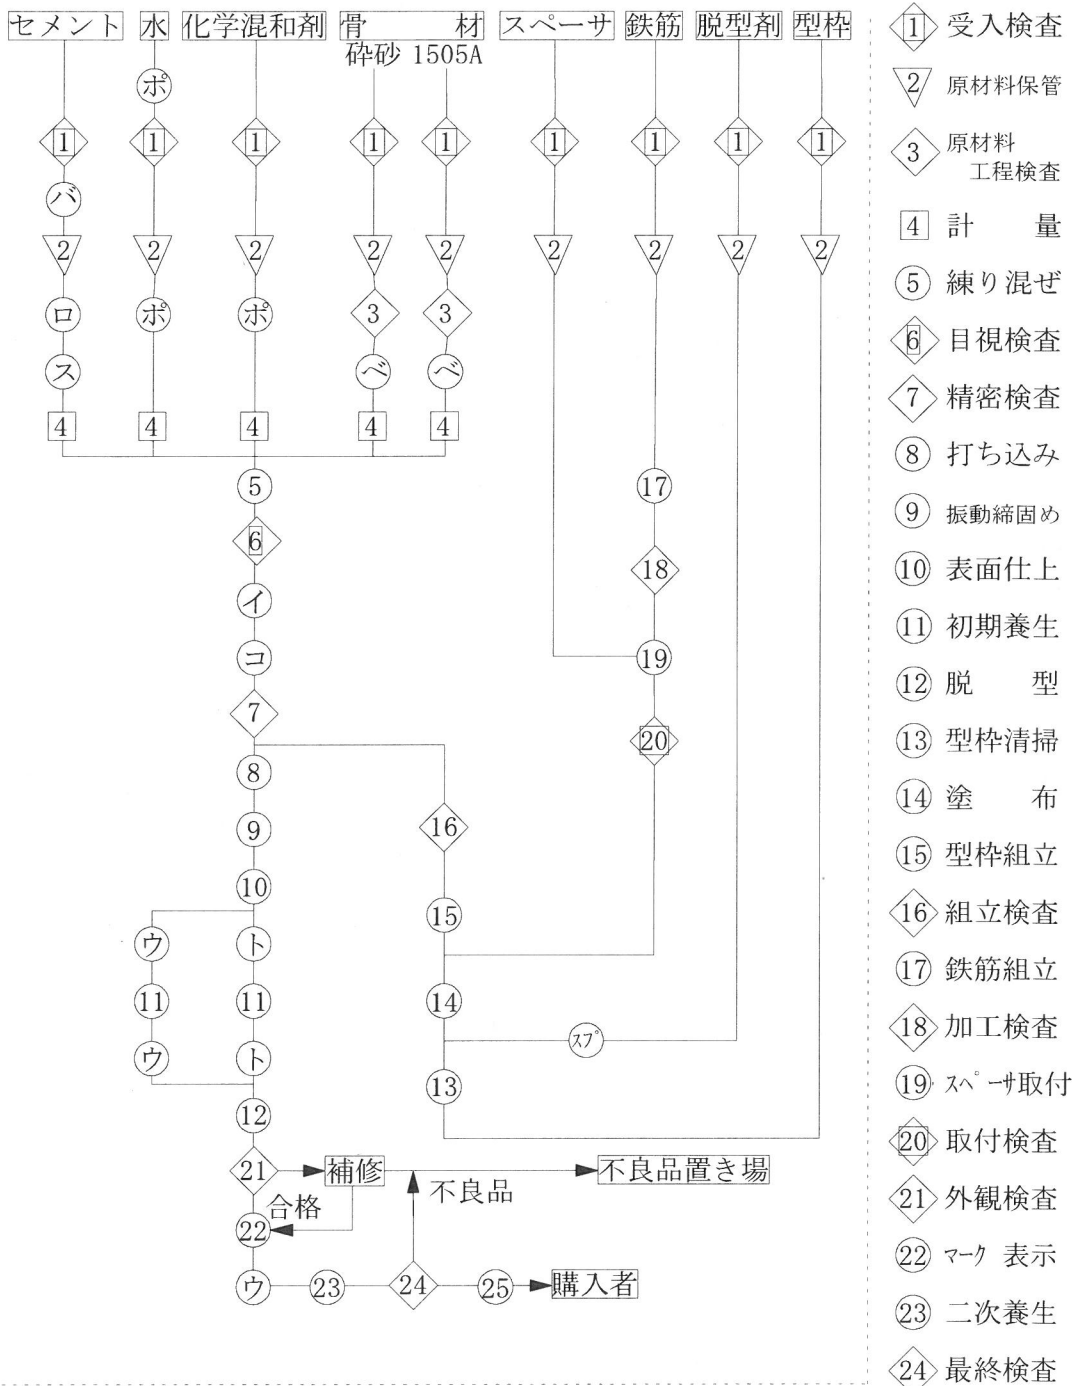 セメント 水 化学混和剤 骨 材 スペーサ 鉄筋 脱型剤 型枠
砕砂 1505A
ポ
1 1 1 1 1 1 1 1 1
バ
2 2 2 2 2 2 2 2 2
ロ ポ ポ 3 3
ス ベ ベ
4 4 4 4 4
5 17
6 18
イ
コ 19
7 20
8
9 16
10
15
ウ ト
11 11 14
ウ ト スプ
12 13
21 補修 不良品置き場
合格 不良品
22
ウ 23 24 25 購入者
1 受入検査
2 原材料保管
3 原材料
工程検査
4 計 量
5 練り混ぜ
6 目視検査
7 精密検査
8 打ち込み
9 振動締固め
10 表面仕上
11 初期養生
12 脱 型
13 型枠清掃
14 塗 布
15 型枠組立
16 組立検査
17 鉄筋組立
18 加工検査
19 スペーサ取付
20 取付検査
21 外観検査
22 マーク 表示
23 二次養生
24 最終検査